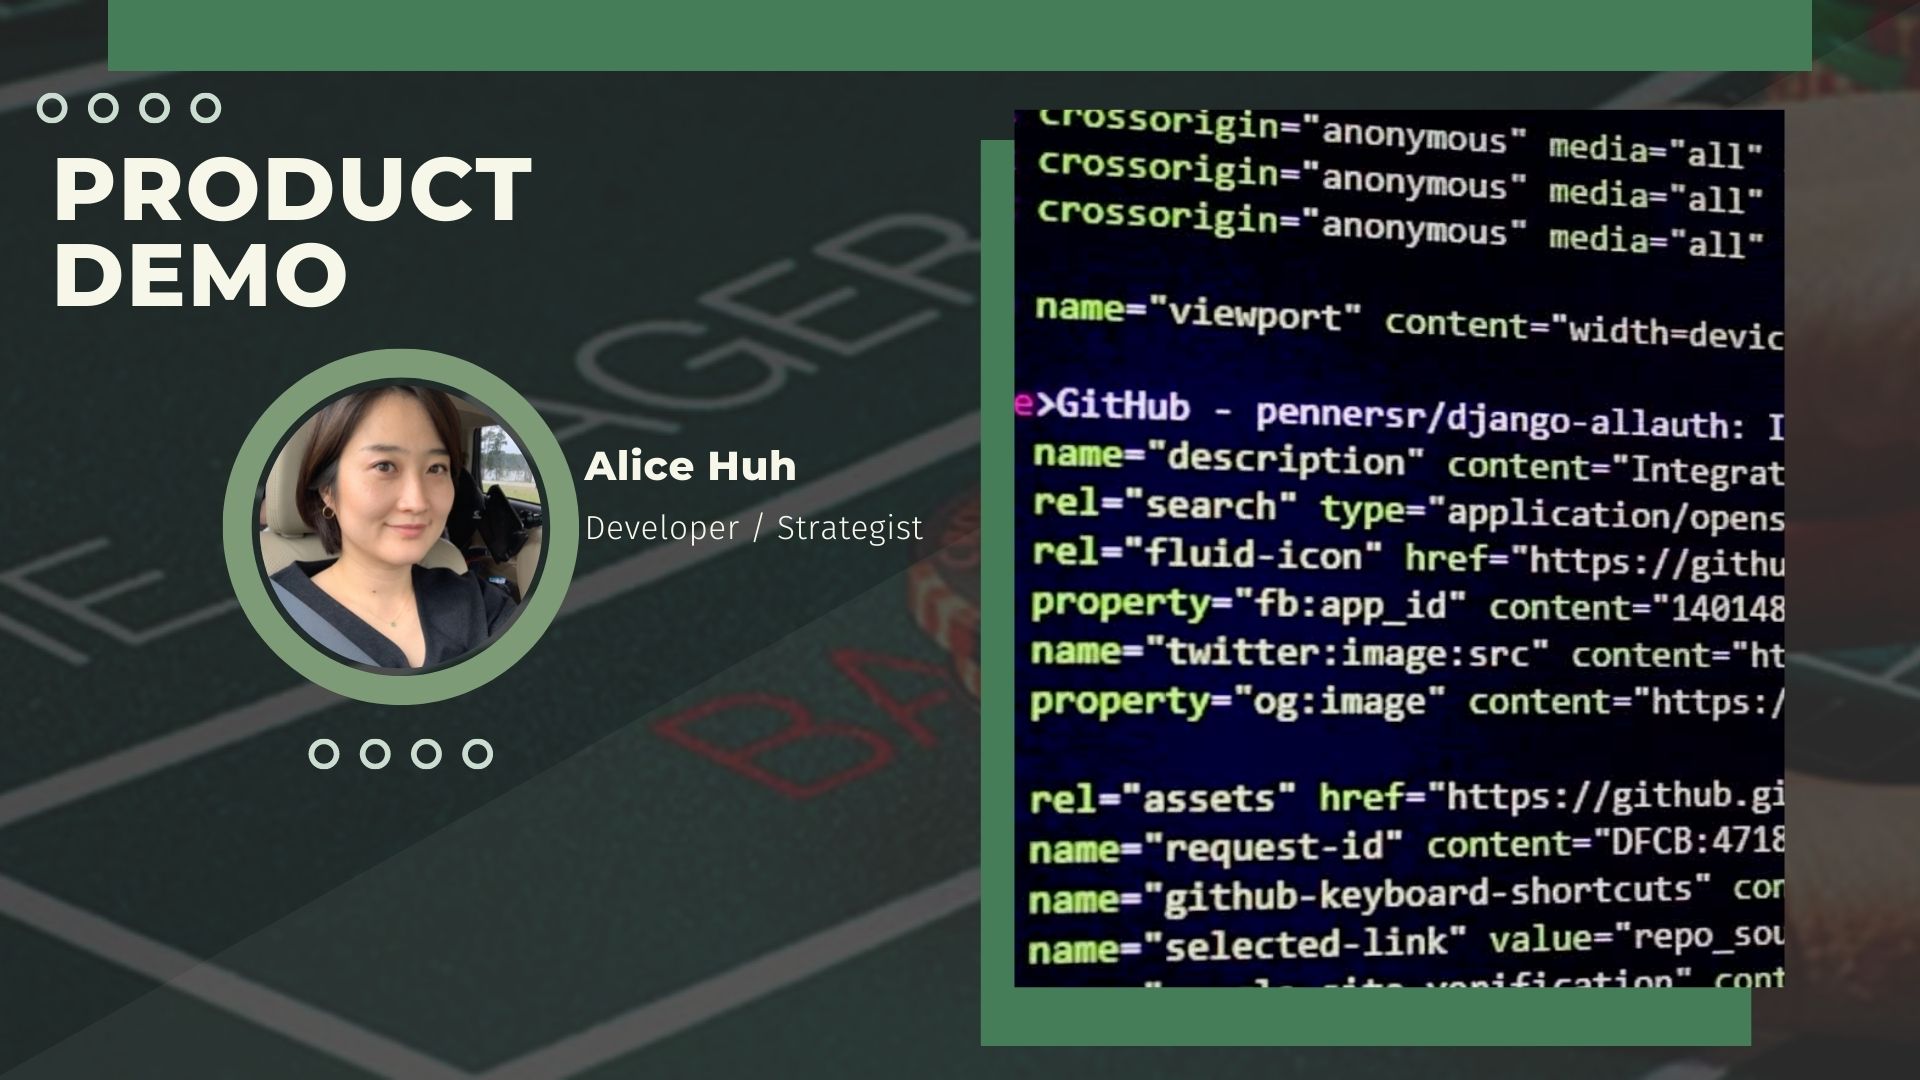 PRODUCT
DEMO
Alice Huh
Developer / Strategist
AGER
crossorigin="anonymous" media="all"
crossorigin="anonymous" media="all"
crossorigin="anonymous" media="all"
name="viewport" content="width=devic
e>GitHub - pennersr/django-allauth: I
name="description" content="Integrat
rel="search" type="application/opens
rel="fluid-icon" href="https://githu
property="fb:app_id" content="140148
name="twitter:image:src" content="ht
property="og:image" content="https:/
rel="assets" href="https://github.gi
name="request-id" content="DFCB:4718
name="github-keyboard-shortcuts" con
name="selected-link" value="repo_sou